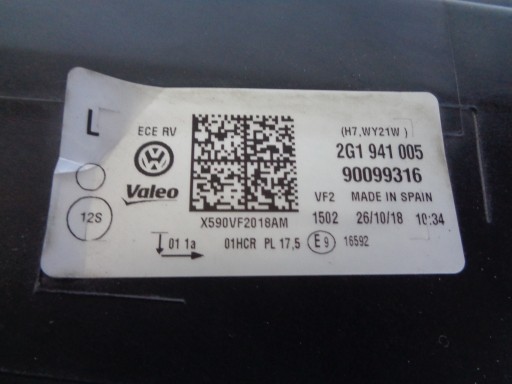 L
ECE RV
(H7,WY21W )
2G1 941 005
Valeo
90099316
VF2 MADE IN SPAIN
12S
X590VF2018AM
1502 26/10/18 10:34
01 1a
01HCR PL 17,5 E9 16592